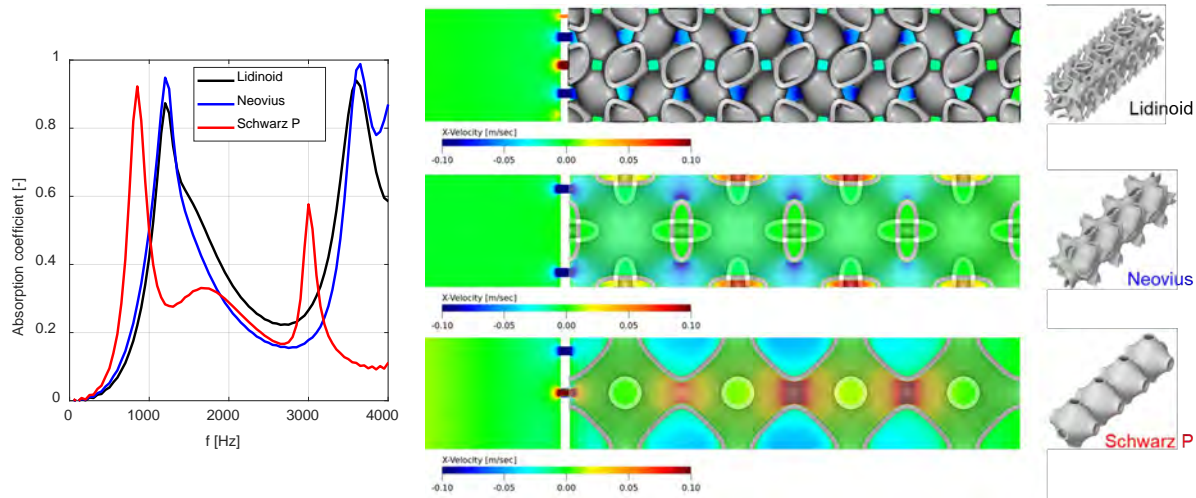 Absorption coefficient [-]
1
0.8
0.6
0.4
0.2
0
Lidinoid
Neovius
Schwarz P
0 1000 2000 3000 4000
f [Hz]
X-Velocity [m/sec]
-0.10 -0.05 0.00 0.05 0.10
Lidinoid
X-Velocity [m/sec]
-0.10 -0.05 0.00 0.05 0.10
Neovius
X-Velocity [m/sec]
-0.10 -0.05 0.00 0.05 0.10
Schwarz P